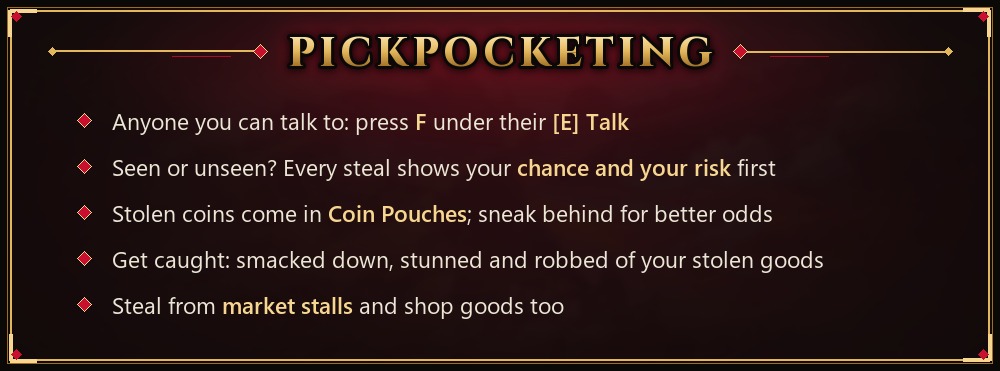 PICKPOCKETING
Anyone you can talk to: press F under their [E] Talk
Seen or unseen? Every steal shows your chance and your risk first
Stolen coins come in Coin Pouches; sneak behind for better odds
Get caught: smacked down, stunned and robbed of your stolen goods
Steal from market stalls and shop goods too